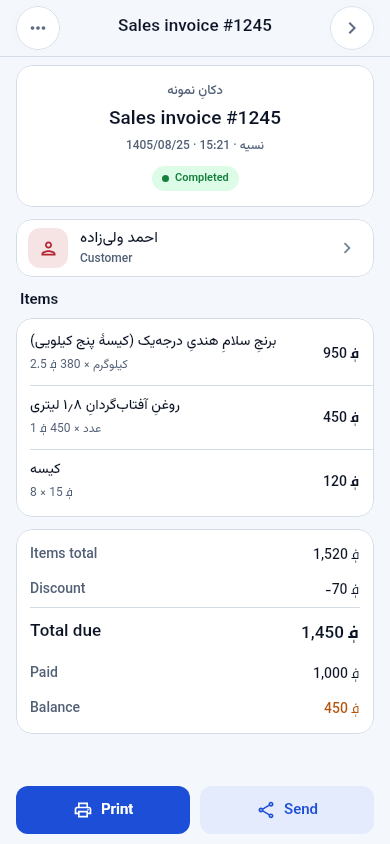 Sales invoice #1245
دکانِ نمونه
Sales invoice #1245
1405/08/25 · 15:21 · نسیه
Completed
احمد ولی‌زاده
Customer
Items
برنجِ سلامِ هندیِ درجه‌یک (کیسهٔ پنج کیلویی)
950 ؋
2.5 کیلوگرم × 380 ؋
روغنِ آفتاب‌گردانِ ۱٫۸ لیتری
450 ؋
1 عدد × 450 ؋
کیسه
120 ؋
8 × 15 ؋
Items total 1,520 ؋
Discount -70 ؋
Total due 1,450 ؋
Paid 1,000 ؋
Balance 450 ؋
Print
Send